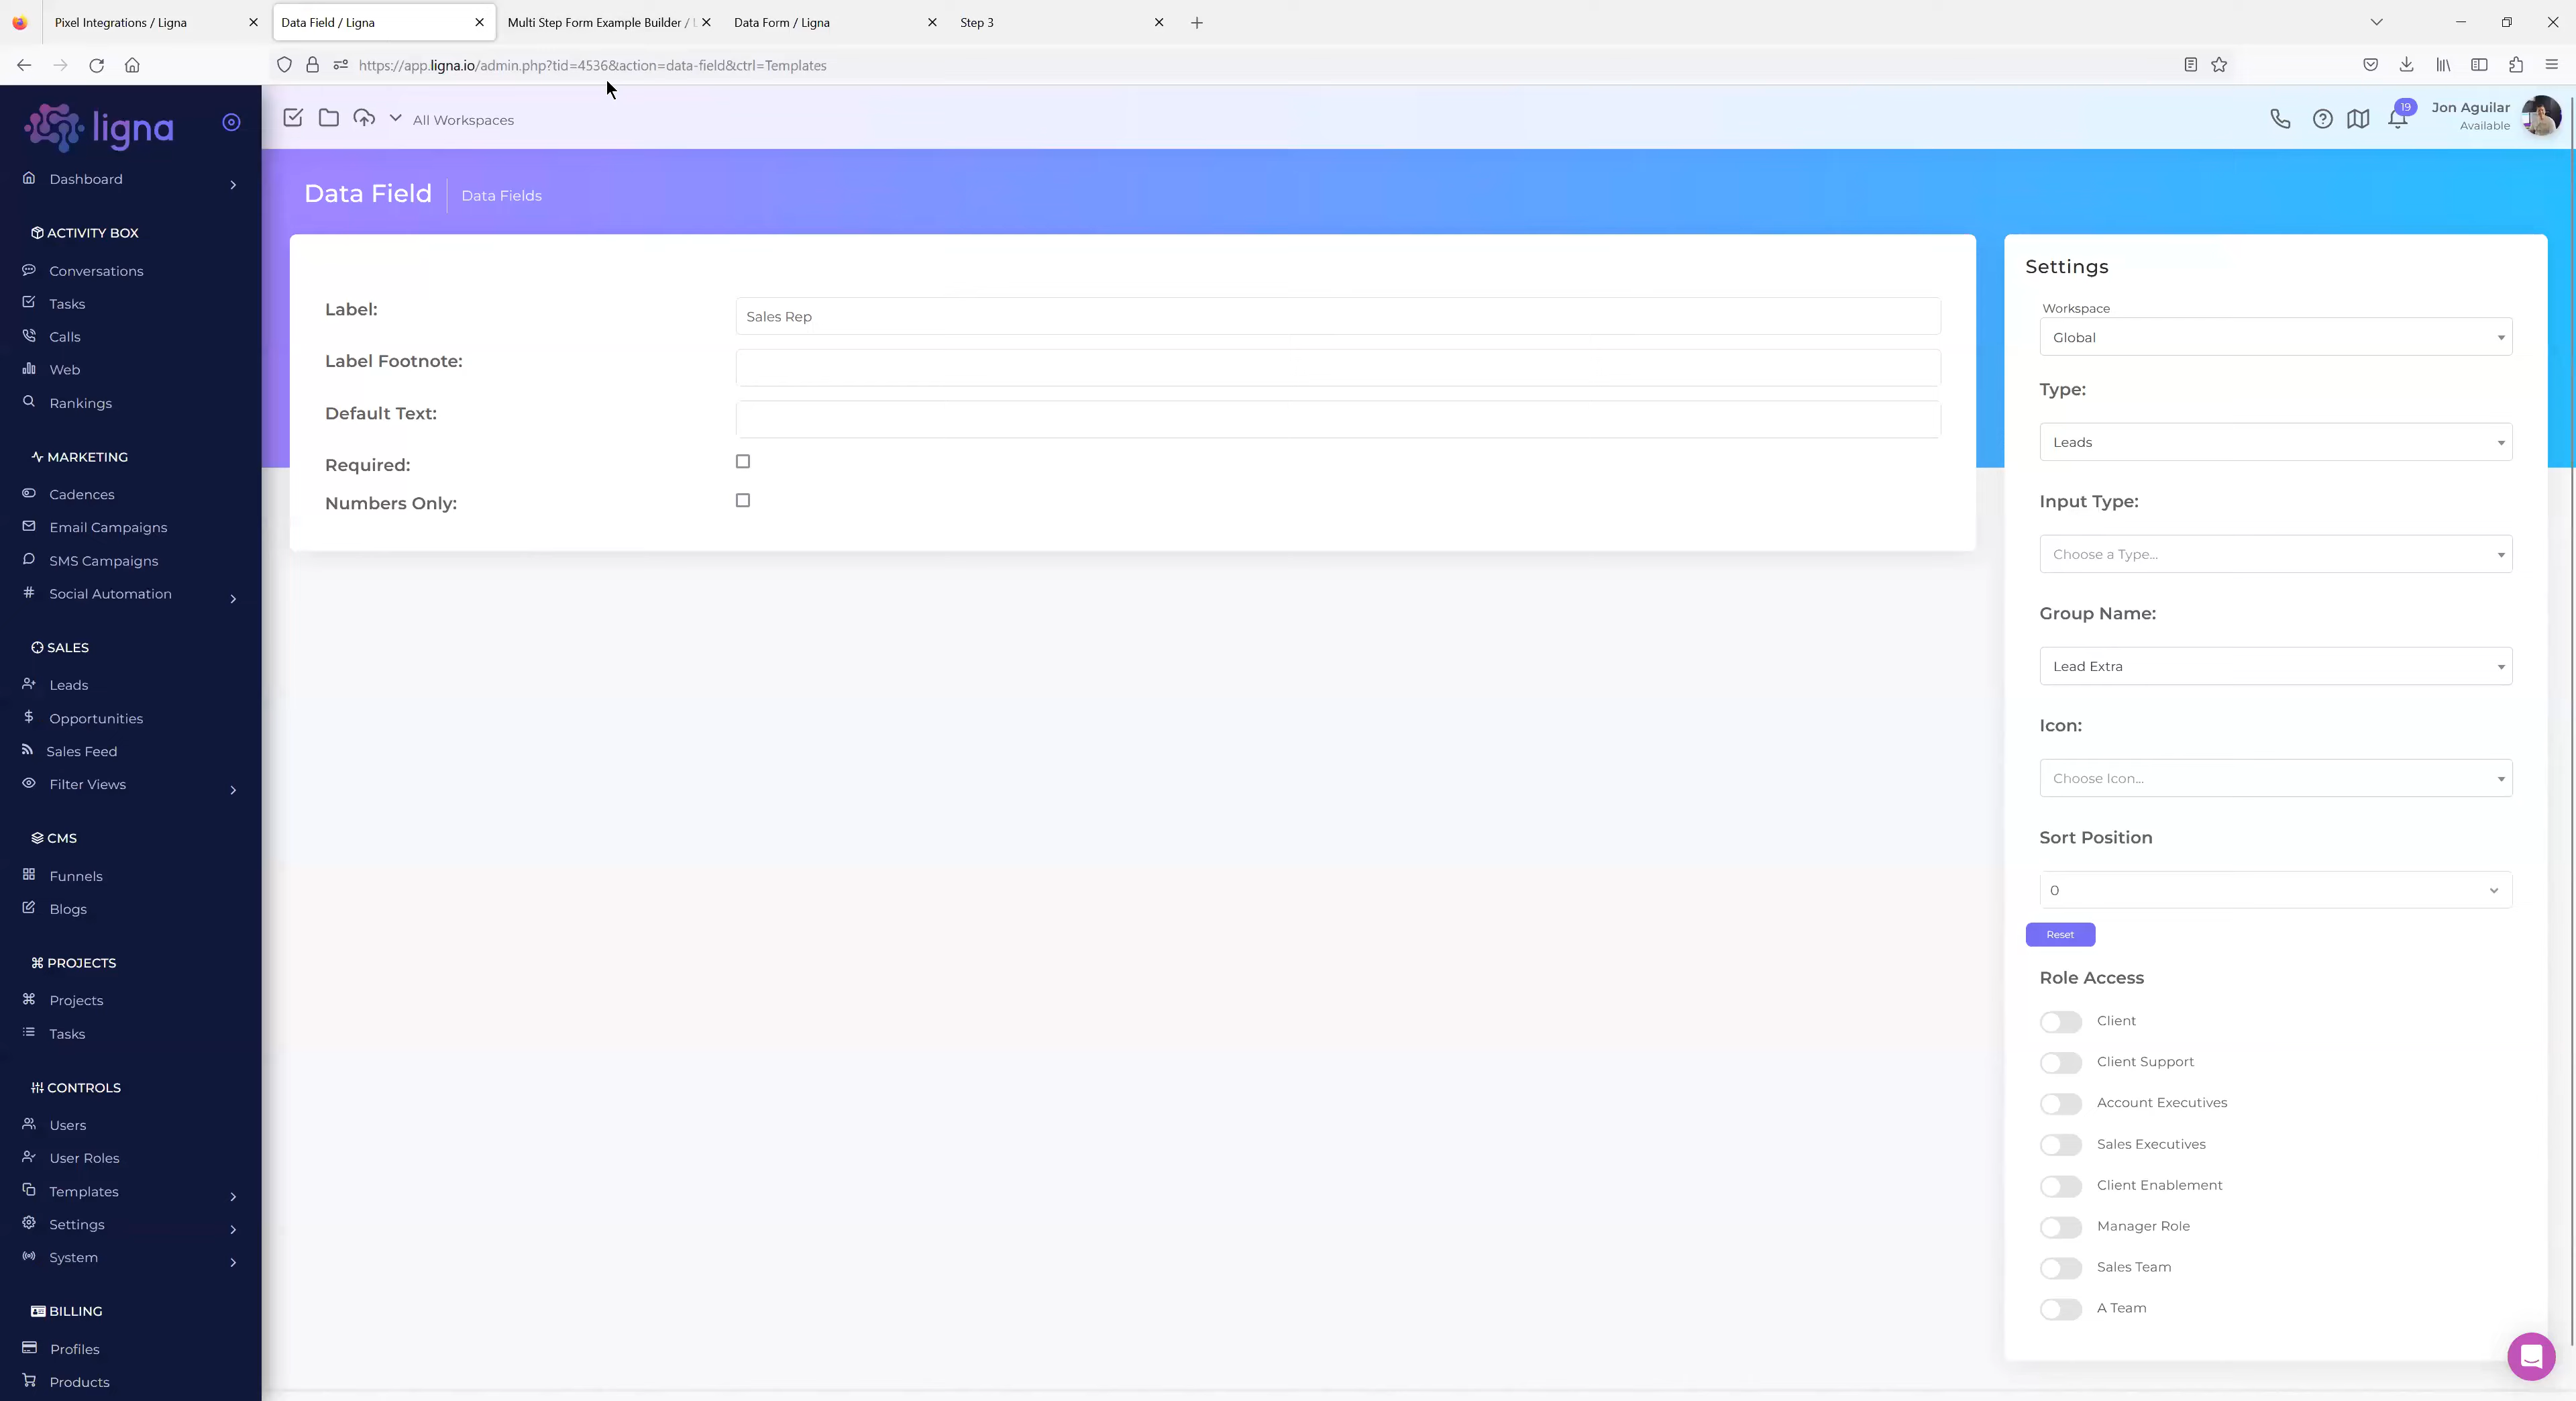 Pixel Integrations / Ligna
Data Field / Ligna
Multi Step Form Example Builder / L
Data Form / Ligna
Step 3
https://app.ligna.io/admin.php?tid=4536&action=data-field&ctrl=Templates
ligna
All Workspaces
19
Jon Aguilar
Available
Dashboard
ACTIVITY BOX
Conversations
Tasks
Calls
Web
Rankings
MARKETING
Cadences
Email Campaigns
SMS Campaigns
Social Automation
SALES
Leads
Opportunities
Sales Feed
Filter Views
CMS
Funnels
Blogs
PROJECTS
Projects
Tasks
CONTROLS
Users
User Roles
Templates
Settings
System
BILLING
Profiles
Products
Data Field
Data Fields
Label:
Sales Rep
Label Footnote:
Default Text:
Required:
Numbers Only:
Settings
Workspace
Global
Type:
Leads
Input Type:
Choose a Type...
Group Name:
Lead Extra
Icon:
Choose Icon...
Sort Position
0
Reset
Role Access
Client
Client Support
Account Executives
Sales Executives
Client Enablement
Manager Role
Sales Team
A Team